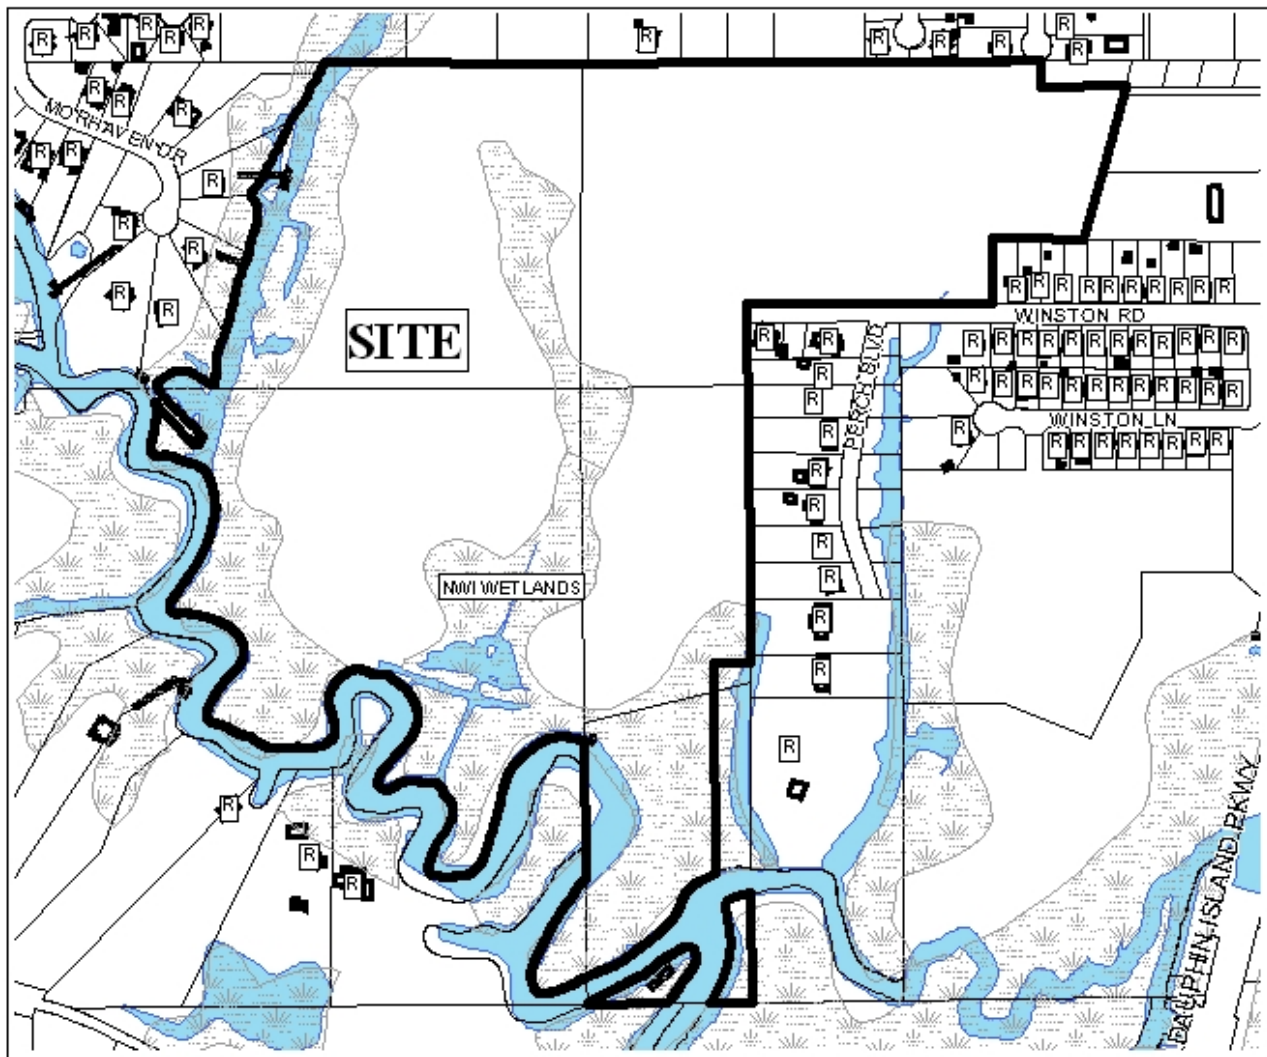 R R R R R R R R R R R
R R R
MORHAVEN DR
R R
R
R R
R R R R R R R R R R R
R R
WINSTON RD
SITE
R R R R R R R R R R R R R R
R
R R R R R R R R R R R R
R
PERCH BLVD
WINSTON LN
R R
R R R R R R R R
R
R
R
R
NWI WETLANDS
R
R
R
R
R
R
DAUPHIN ISLAND PKWY